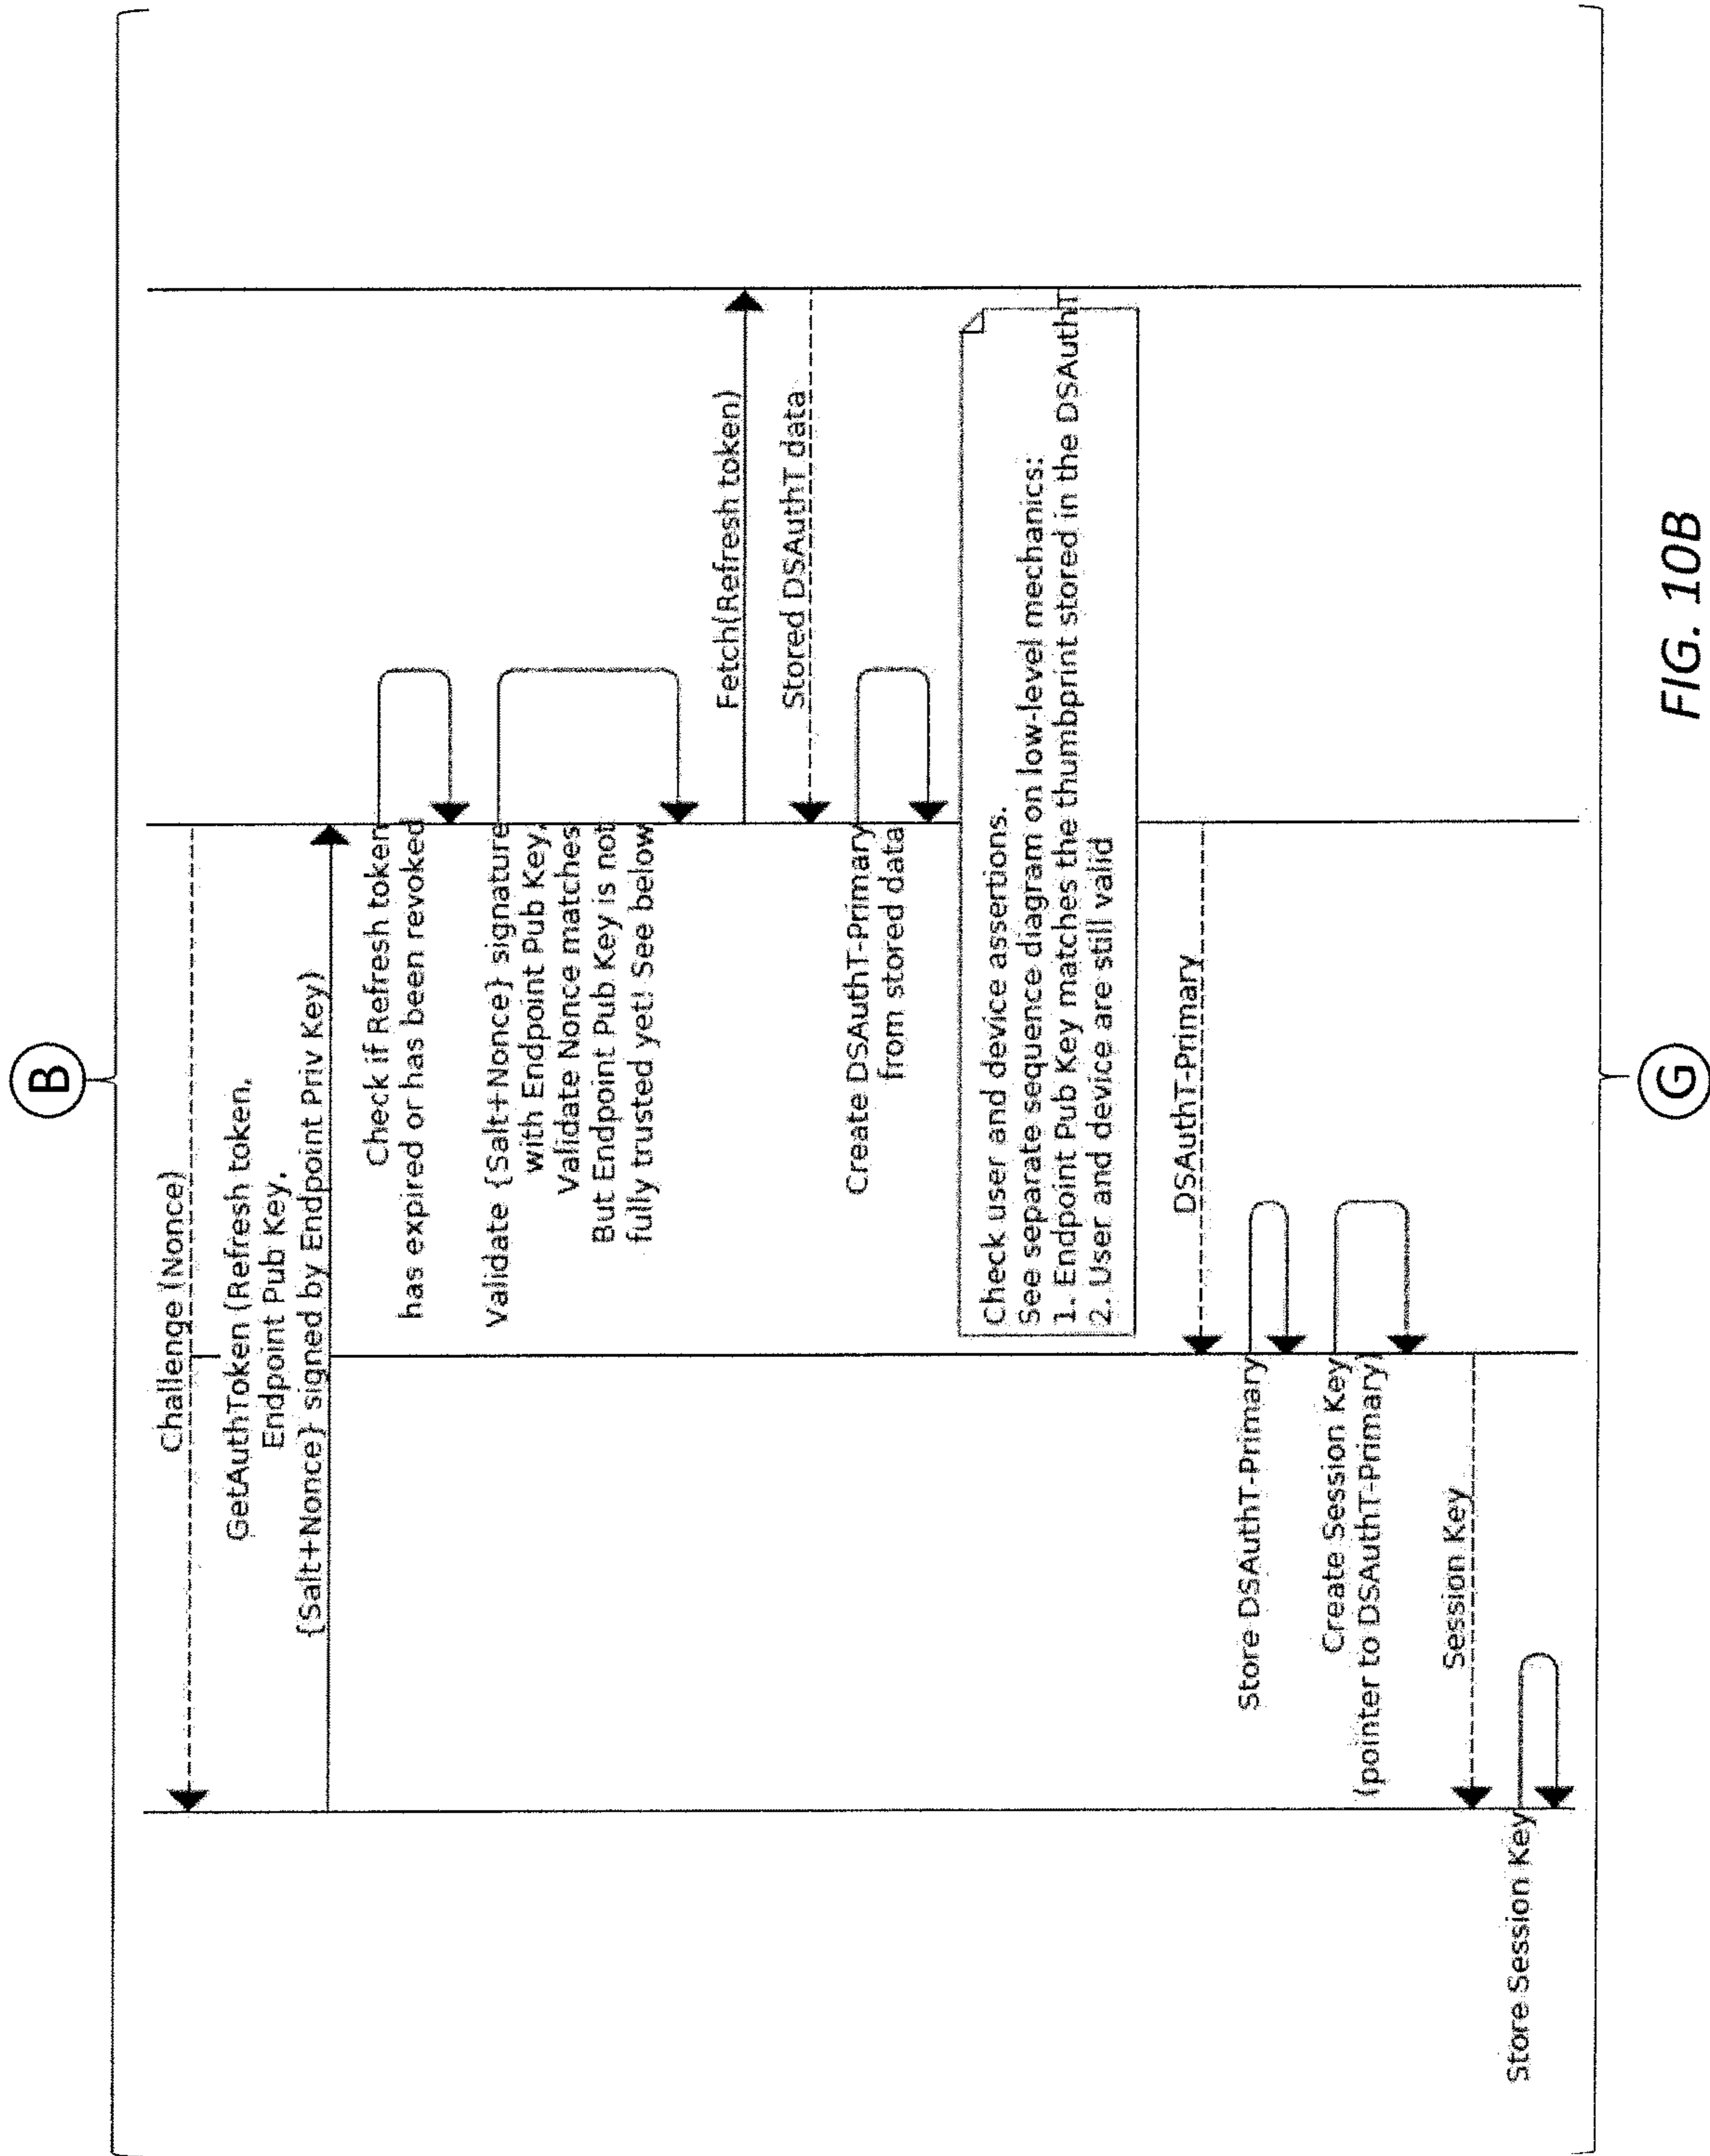 B
Challenge (Nonce)
GetAuthToken (Refresh token,
Endpoint Pub Key,
{Salt+Nonce} signed by Endpoint Priv Key)
Check if Refresh token
has expired or has been revoked
Validate {Salt+Nonce} signature
with Endpoint Pub Key,
Validate Nonce matches
But Endpoint Pub Key is not
fully trusted yet! See below
Fetch(Refresh token)
Stored DSAuthT data
Create DSAuthT-Primary
from stored data
Check user and device assertions.
See separate sequence diagram on low-level mechanics:
1. Endpoint Pub Key matches the thumbprint stored in the DSAuthT
2. User and device are still valid
DSAuthT-Primary
Store DSAuthT-Primary
Create Session Key
(pointer to DSAuthT-Primary)
Session Key
Store Session Key
G
FIG. 10B